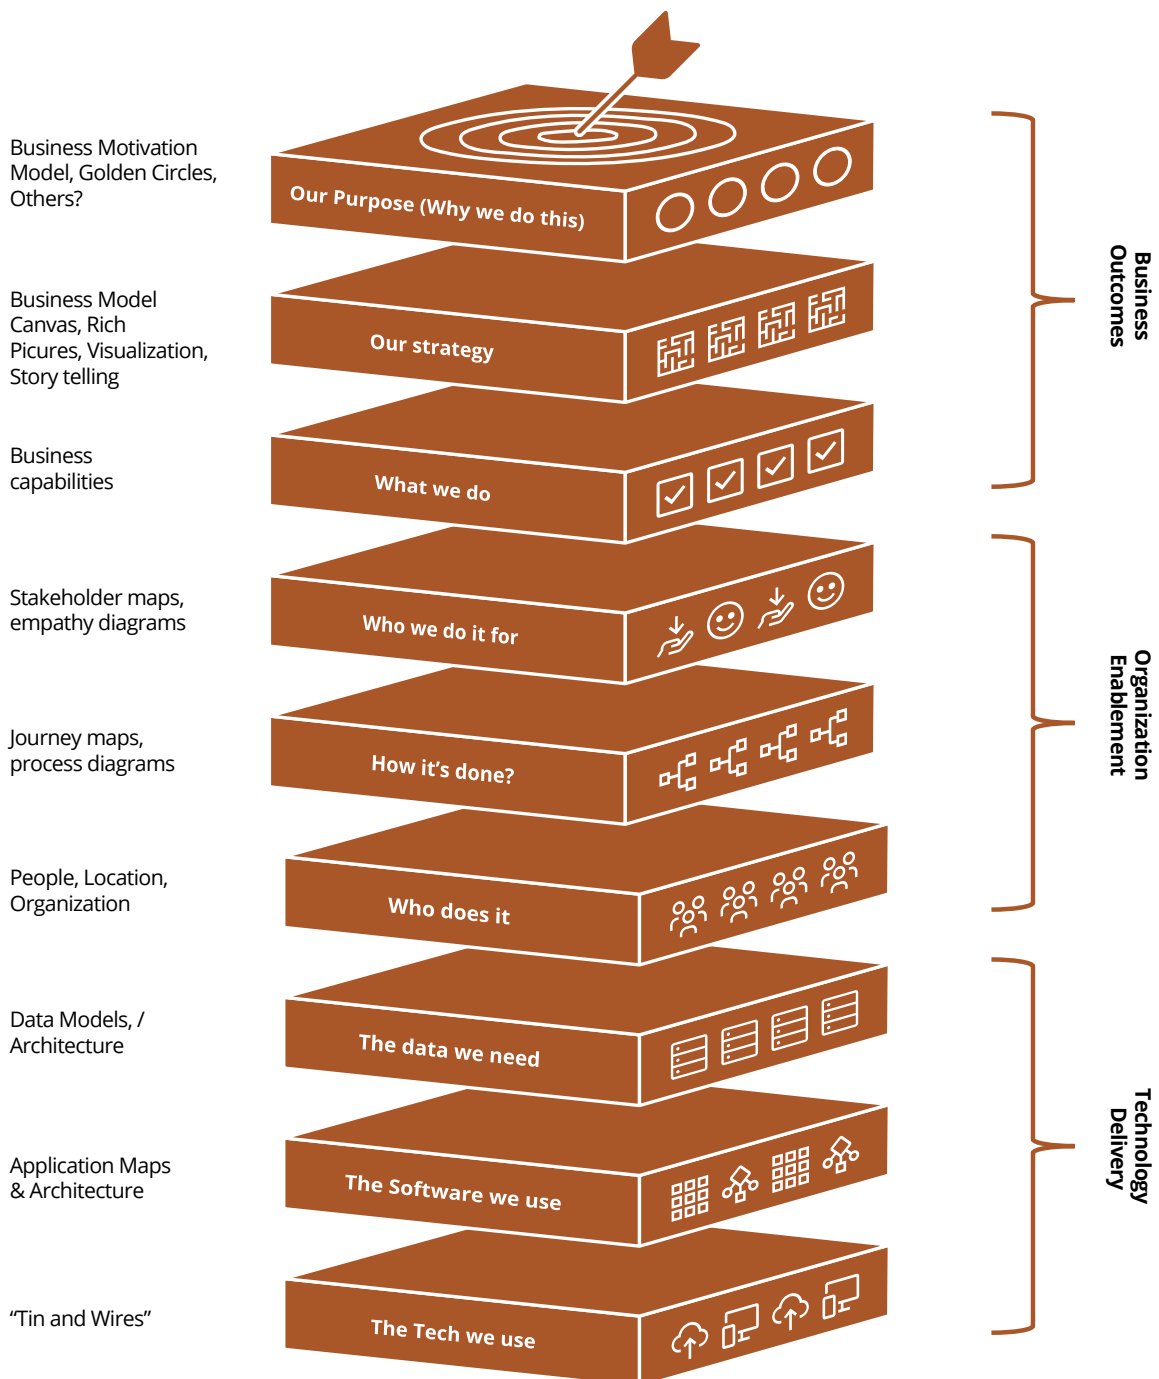 Business Motivation
Model, Golden Circles,
Others?
Our Purpose (Why we do this)
Business Model
Canvas, Rich
Picures, Visualization,
Story telling
Our strategy
Business
capabilities
What we do
Business
Outcomes
Stakeholder maps,
empathy diagrams
Who we do it for
Journey maps,
process diagrams
How it’s done?
People, Location,
Organization
Who does it
Organization
Enablement
Data Models, /
Architecture
The data we need
Application Maps
& Architecture
The Software we use
“Tin and Wires”
The Tech we use
Technology
Delivery